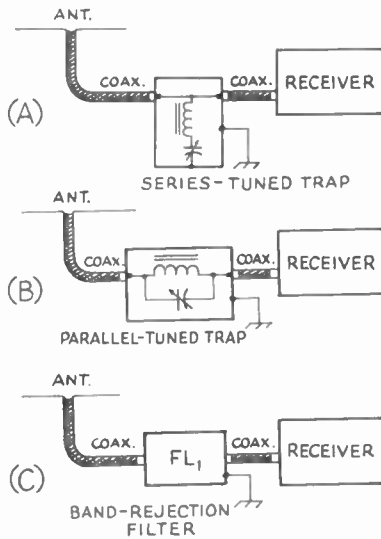 ANT.
COAX.
COAX.
RECEIVER
(A)
SERIES-TUNED TRAP
ANT.
COAX.
COAX.
RECEIVER
(B)
PARALLEL-TUNED TRAP
ANT.
COAX.
COAX.
RECEIVER
FL1
(C)
BAND-REJECTION
FILTER